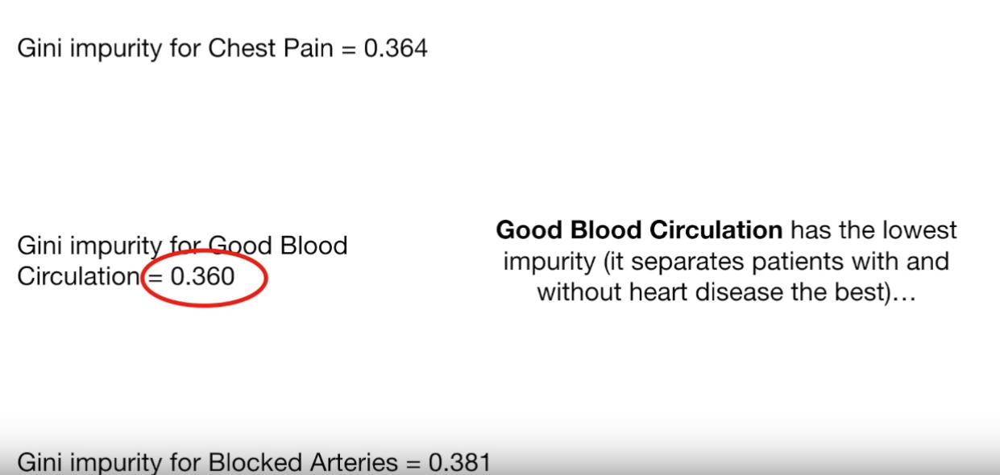 Gini impurity for Chest Pain = 0.364
Gini impurity for Good Blood
Circulation = 0.360
Good Blood Circulation has the lowest
impurity (it separates patients with and
without heart disease the best)…
Gini impurity for Blocked Arteries = 0.381